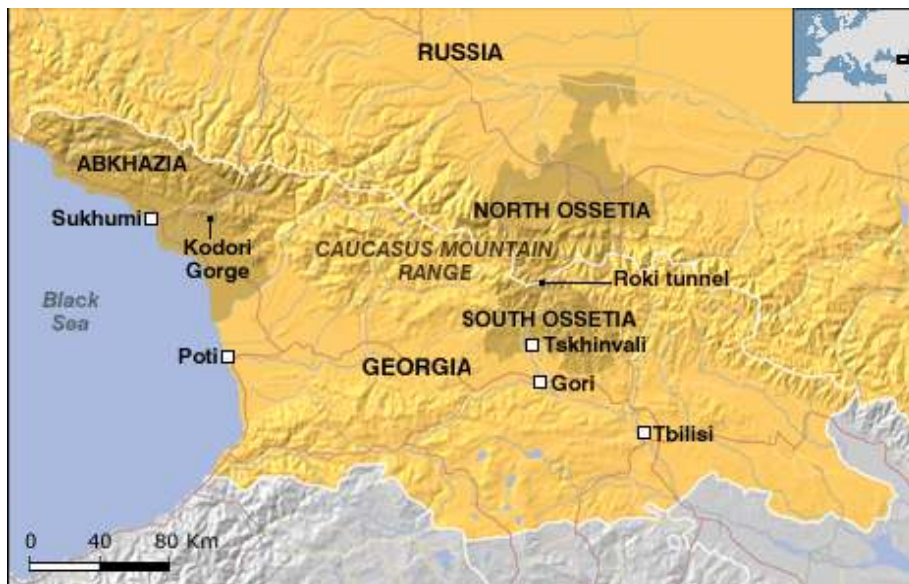 RUSSIA
ABKHAZIA
Sukhumi
Kodori
Gorge
NORTH OSSETIA
CAUCASUS MOUNTAIN
RANGE
Roki tunnel
Black
Sea
SOUTH OSSETIA
Tskhinvali
Poti
GEORGIA
Gori
Tbilisi
0 40 80 Km